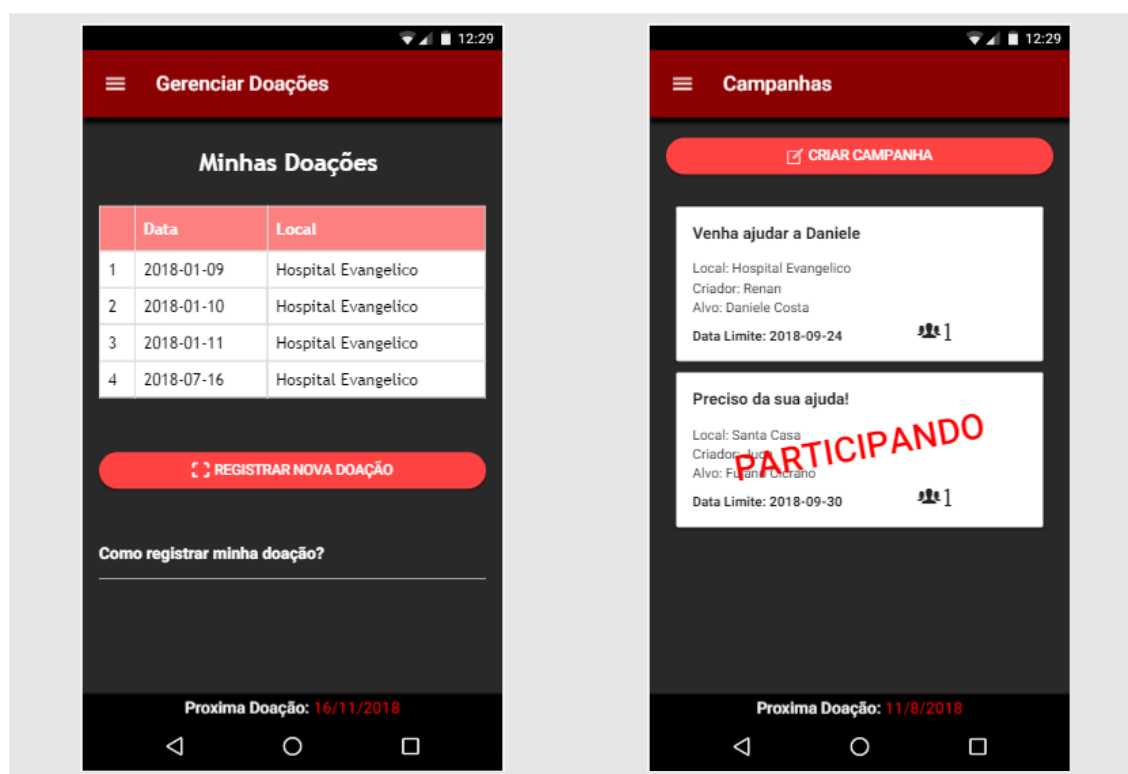 12:29
Gerenciar Doações
Minhas Doações
Data Local
1 2018-01-09 Hospital Evangelico
2 2018-01-10 Hospital Evangelico
3 2018-01-11 Hospital Evangelico
4 2018-07-16 Hospital Evangelico
REGISTRAR NOVA DOAÇÃO
Como registrar minha doação?
Proxima Doação: 16/11/2018
12:29
Campanhas
CRIAR CAMPANHA
Venha ajudar a Daniele
Local: Hospital Evangelico
Criador: Renan
Alvo: Daniele Costa
Data Limite: 2018-09-24 1
Preciso da sua ajuda!
Local: Santa Casa
Criador:
Alvo: Fulano Cicrano
PARTICIPANDO
Data Limite: 2018-09-30 1
Proxima Doação: 11/8/2018